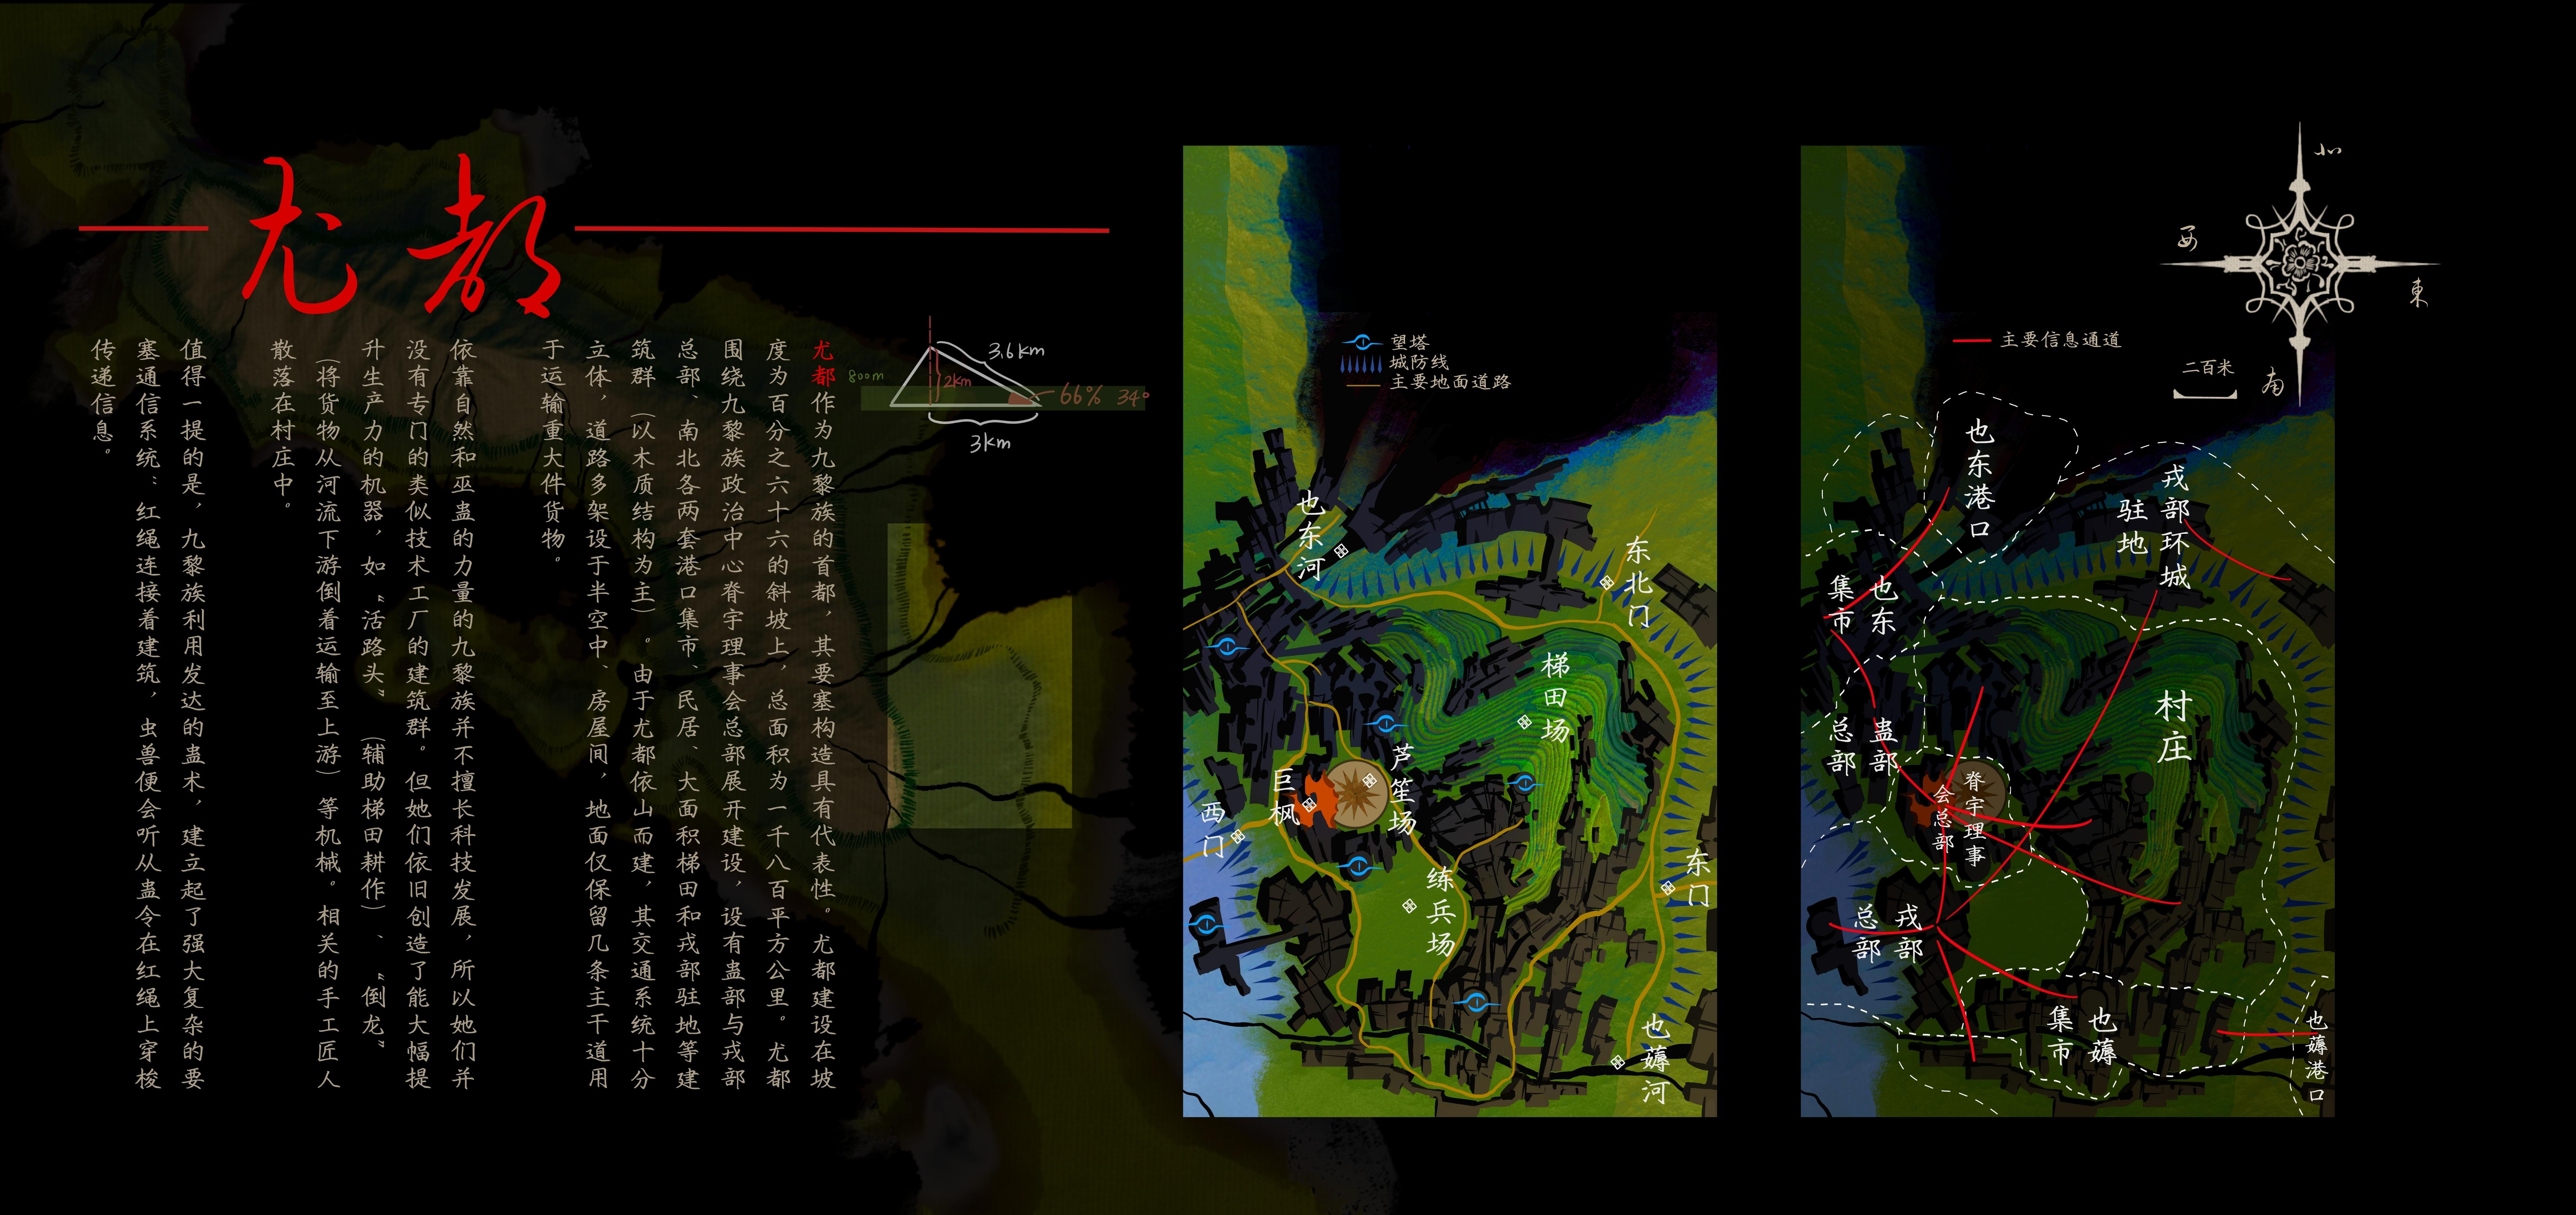 尤都
尤都作为九黎族的首都，其要塞构造具有代表性。尤都建设在坡
度为百分之六十六的斜坡上，总面积为一千八百平方公里。尤都
围绕九黎族政治中心脊宇理事会总部展开建设，设有蛊部与戎部
总部、南北各两套港口集市、民居、大面积梯田和戎部驻地等建
筑群（以木质结构为主）。由于尤都依山而建，其交通系统十分
立体，道路多架设于半空中、房屋间，地面仅保留几条主干道用
于运输重大件货物。
依靠自然和巫蛊的力量的九黎族并不擅长科技发展，所以她们并
没有专门的类似技术工厂的建筑群。但她们依旧创造了能大幅提
升生产力的机器，如“活路头”（辅助梯田耕作）、“倒龙”
（将货物从河流下游倒着运输至上游）等机械。相关的手工匠人
散落在村庄中。
值得一提的是，九黎族利用发达的蛊术，建立起了强大复杂的要
塞通信系统：红绳连接着建筑，虫兽便会听从蛊令在红绳上穿梭
传递信息。
800m
3.6km
2km
66% 34°
3km
望塔
城防线
主要地面道路
也东河
东北门
梯田场
芦笙场
巨枫
西门
练兵场
东门
也薅河
主要信息通道
北
西
東
南
二百米
也东港口
戎部环城
驻地
也东
集市
村庄
蛊部
总部
脊宇理事
会总部
戎部
总部
也薅
集市
也薅港口